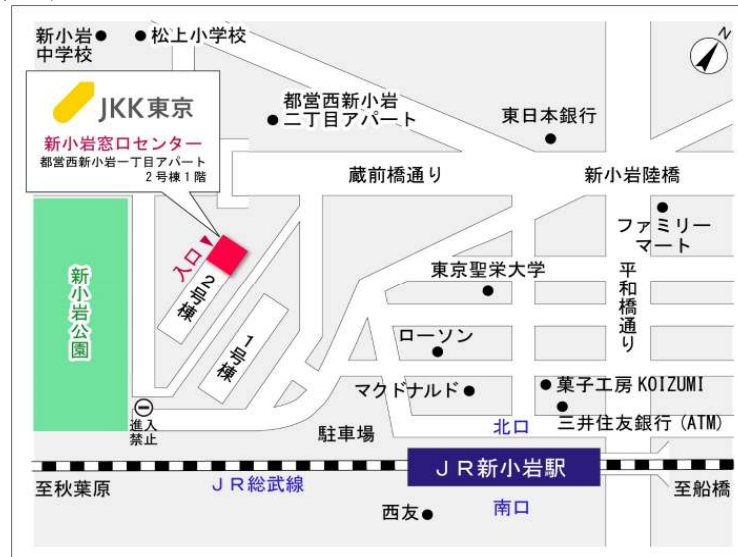 新小岩
中学校
松上小学校
N
JKK東京
新小岩窓口センター
都営西新小岩一丁目アパート
2号棟1階
都営西新小岩
二丁目アパート
東日本銀行
蔵前橋通り
新小岩陸橋
ファミリー
マート
入口
2号棟
1号棟
新小岩公園
東京聖栄大学
平和橋通り
ローソン
マクドナルド
菓子工房 KOIZUMI
三井住友銀行 (ATM)
進入
禁止
駐車場
北口
JR新小岩駅
至秋葉原
JR総武線
至船橋
西友
南口